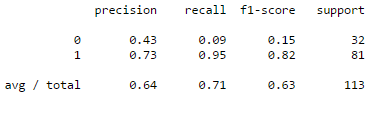 precision recall f1-score support
0 0.43 0.09 0.15 32
1 0.73 0.95 0.82 81
avg / total 0.64 0.71 0.63 113